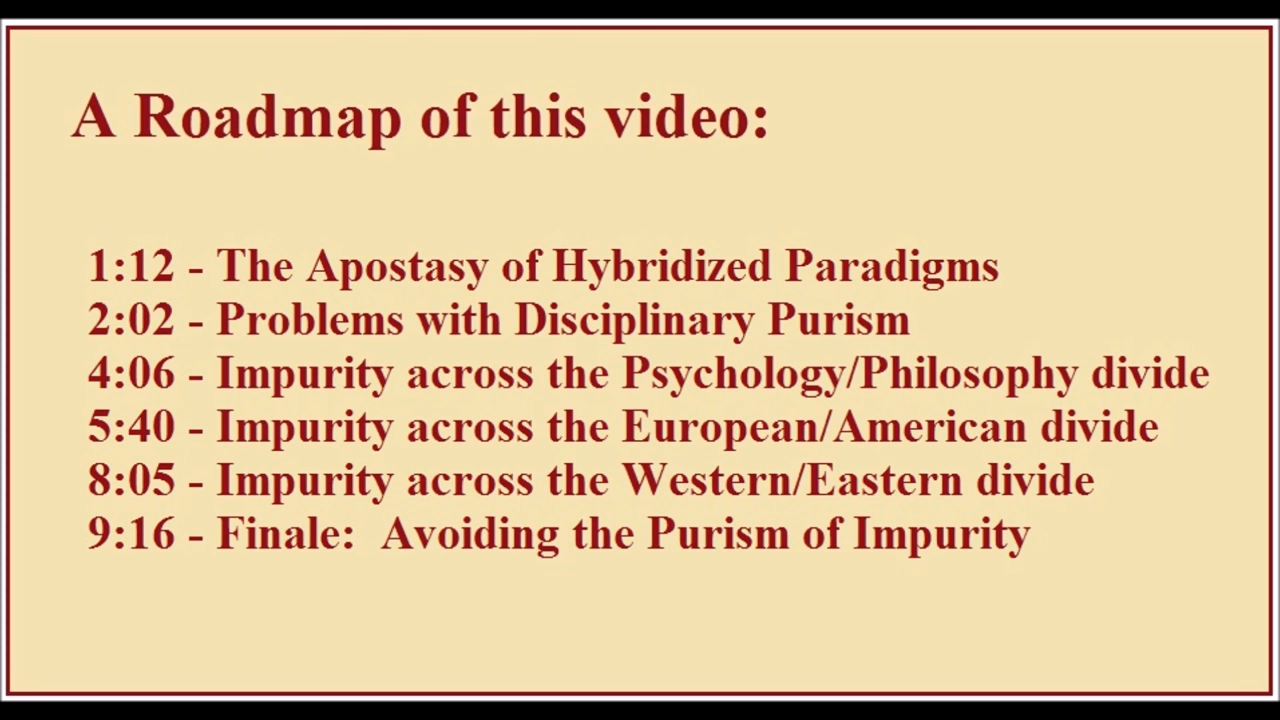 A Roadmap of this video:
1:12 - The Apostasy of Hybridized Paradigms
2:02 - Problems with Disciplinary Purism
4:06 - Impurity across the Psychology/Philosophy divide
5:40 - Impurity across the European/American divide
8:05 - Impurity across the Western/Eastern divide
9:16 - Finale:  Avoiding the Purism of Impurity